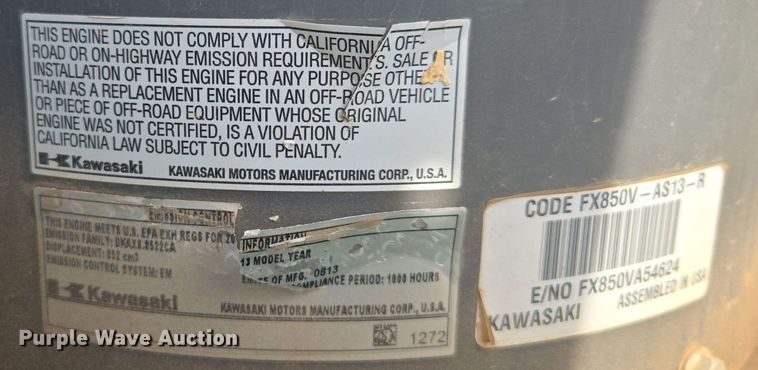 THIS ENGINE DOES NOT COMPLY WITH CALIFORNIA OFF-
ROAD OR ON-HIGHWAY EMISSION REQUIREMENTS. SALE OR
INSTALLATION OF THIS ENGINE FOR ANY PURPOSE OTHE
THAN AS A REPLACEMENT ENGINE IN AN OFF-ROAD VEHICLE
OR PIECE OF OFF-ROAD EQUIPMENT WHOSE ORIGINAL
ENGINE WAS NOT CERTIFIED, IS A VIOLATION OF
CALIFORNIA LAW SUBJECT TO CIVIL PENALTY.
Kawasaki KAWASAKI MOTORS MANUFACTURING CORP., U.S.A.
EMISSION CONTROL INFORMATION
THIS ENGINE MEETS U.S. EPA EXH REGS FOR 2013 MODEL YEAR
EMISSION FAMILY: DKAXS.8522CA
DISPLACEMENT: 852 cm3 DATE OF MFG. 0813
EMISSION CONTROL SYSTEM: EM COMPLIANCE PERIOD: 1000 HOURS
Kawasaki KAWASAKI MOTORS MANUFACTURING CORP., U.S.A.
1272
CODE FX850V-AS13-R
E/NO FX850VA54624
KAWASAKI ASSEMBLED IN USA
Purple Wave Auction